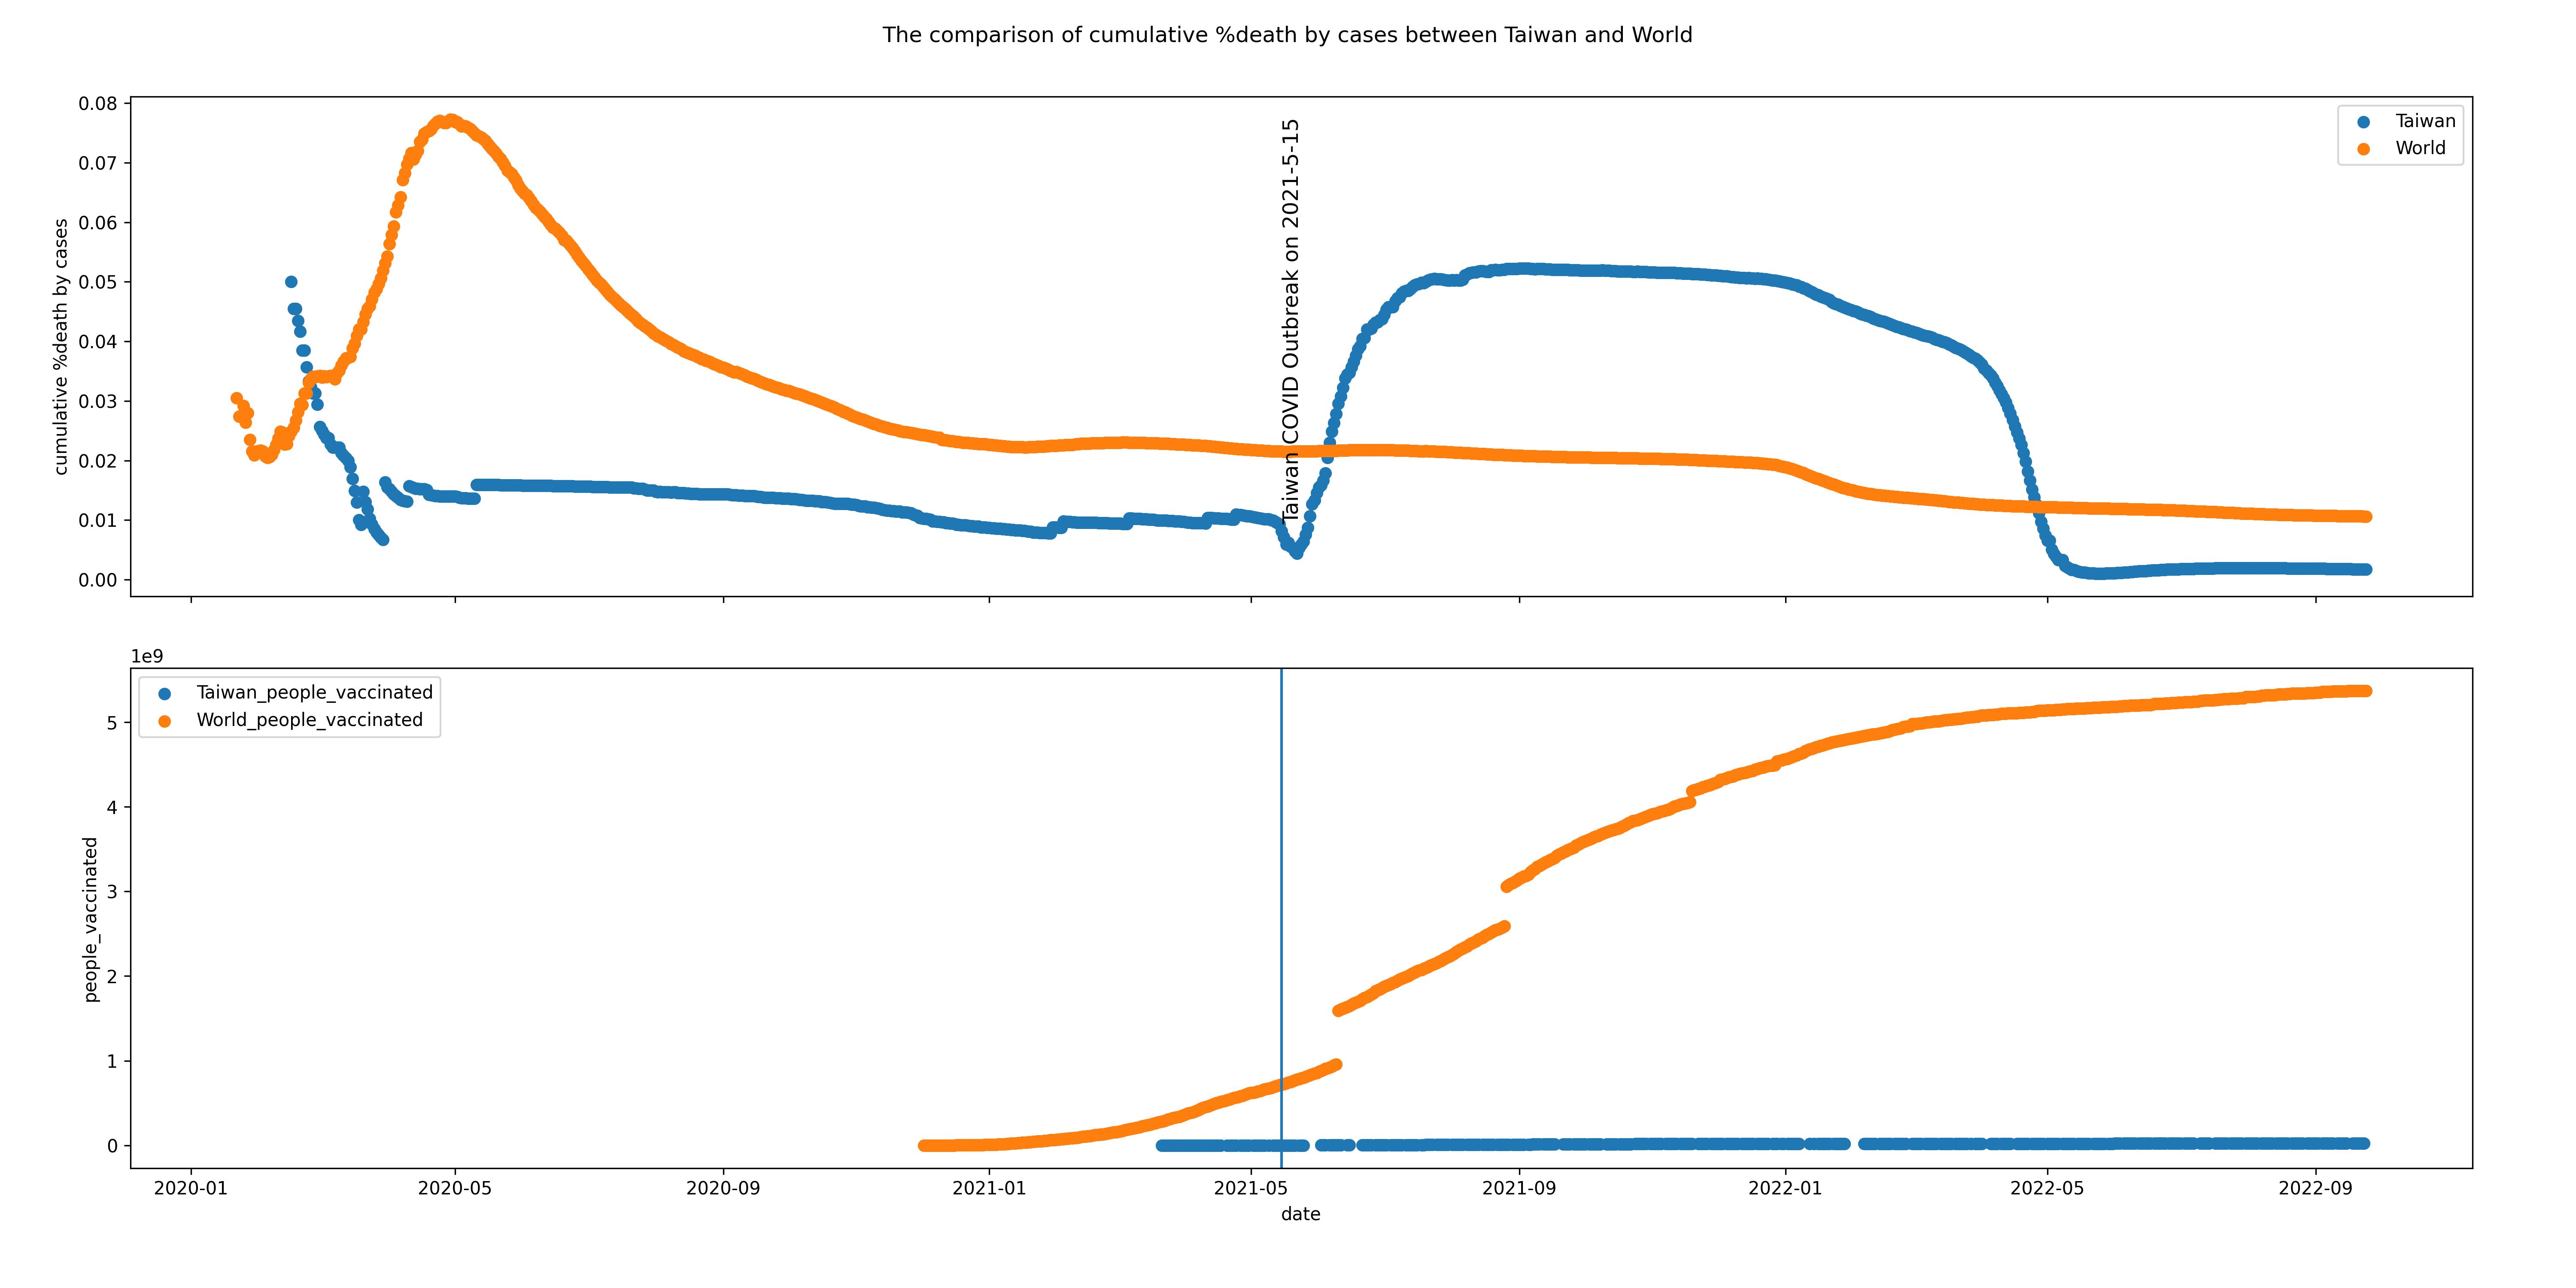 The comparison of cumulative %death by cases between Taiwan and World
0.08
0.07
0.06
0.05
0.04
0.03
0.02
0.01
0.00
cumulative %death by cases
Taiwan
World
Taiwan COVID Outbreak on 2021-5-15
1e9
Taiwan_people_vaccinated
World_people_vaccinated
5
4
3
2
1
0
people_vaccinated
2020-01 2020-05 2020-09 2021-01 2021-05 2021-09 2022-01 2022-05 2022-09
date